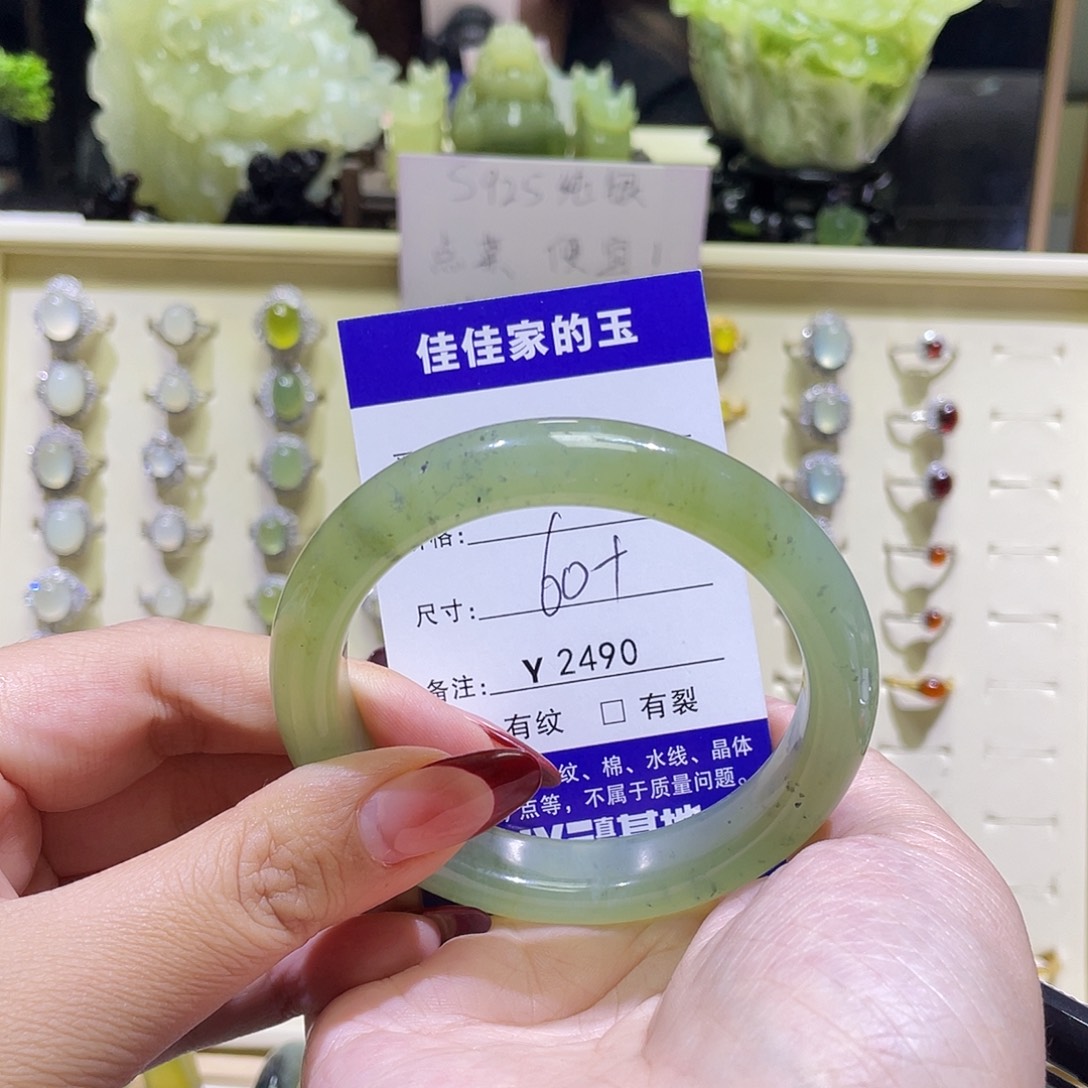 S925纯银
点菜 便宜！
佳佳家的玉
格:
60+
尺寸:
备注: Y 2490
有纹 □ 有裂
纹、棉、水线、晶体
点等，不属于质量问题。